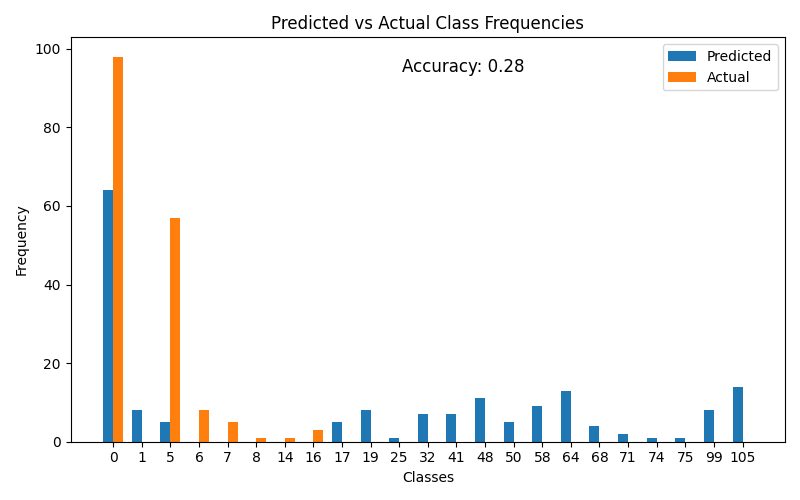 Predicted vs Actual Class Frequencies
Accuracy: 0.28
Predicted
Actual
Frequency
100
80
60
40
20
0
0 1 5 6 7 8 14 16 17 19 25 32 41 48 50 58 64 68 71 74 75 99 105
Classes